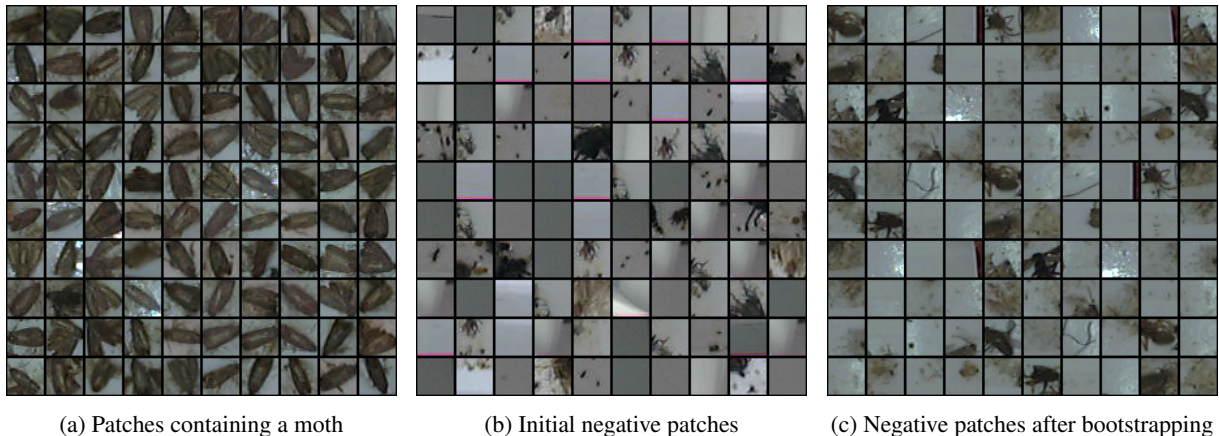 (a) Patches containing a moth
(b) Initial negative patches
(c) Negative patches after bootstrapping